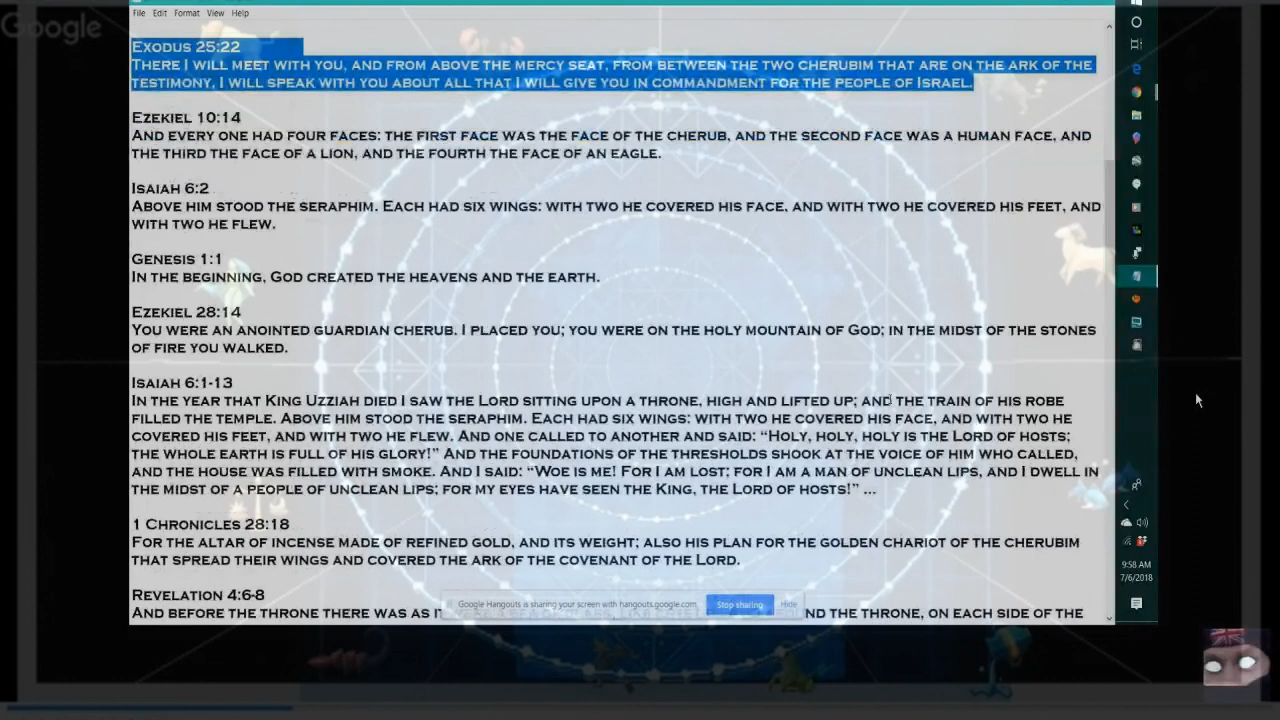 Google
File Edit Format View Help
Exodus 25:22
There I will meet with you, and from above the mercy seat, from between the two cherubim that are on the ark of the
testimony, I will speak with you about all that I will give you in commandment for the people of Israel.
Ezekiel 10:14
And every one had four faces: the first face was the face of the cherub, and the second face was a human face, and
the third the face of a lion, and the fourth the face of an eagle.
Isaiah 6:2
Above him stood the seraphim. Each had six wings: with two he covered his face, and with two he covered his feet, and
with two he flew.
Genesis 1:1
In the beginning, God created the heavens and the earth.
Ezekiel 28:14
You were an anointed guardian cherub. I placed you; you were on the holy mountain of God; in the midst of the stones
of fire you walked.
Isaiah 6:1-13
In the year that King Uzziah died I saw the Lord sitting upon a throne, high and lifted up; and the train of his robe
filled the temple. Above him stood the seraphim. Each had six wings: with two he covered his face, and with two he
covered his feet, and with two he flew. And one called to another and said: “Holy, holy, holy is the Lord of hosts;
the whole earth is full of his glory!” And the foundations of the thresholds shook at the voice of him who called,
and the house was filled with smoke. And I said: “Woe is me! For I am lost; for I am a man of unclean lips, and I dwell in
the midst of a people of unclean lips; for my eyes have seen the King, the Lord of hosts!” ...
1 Chronicles 28:18
For the altar of incense made of refined gold, and its weight; also his plan for the golden chariot of the cherubim
that spread their wings and covered the ark of the covenant of the Lord.
Revelation 4:6-8
And before the throne there was as it
nd the throne, on each side of the
Google Hangouts is sharing your screen with hangouts.google.com.
Stop sharing
Hide
9:58 AM
7/6/2018